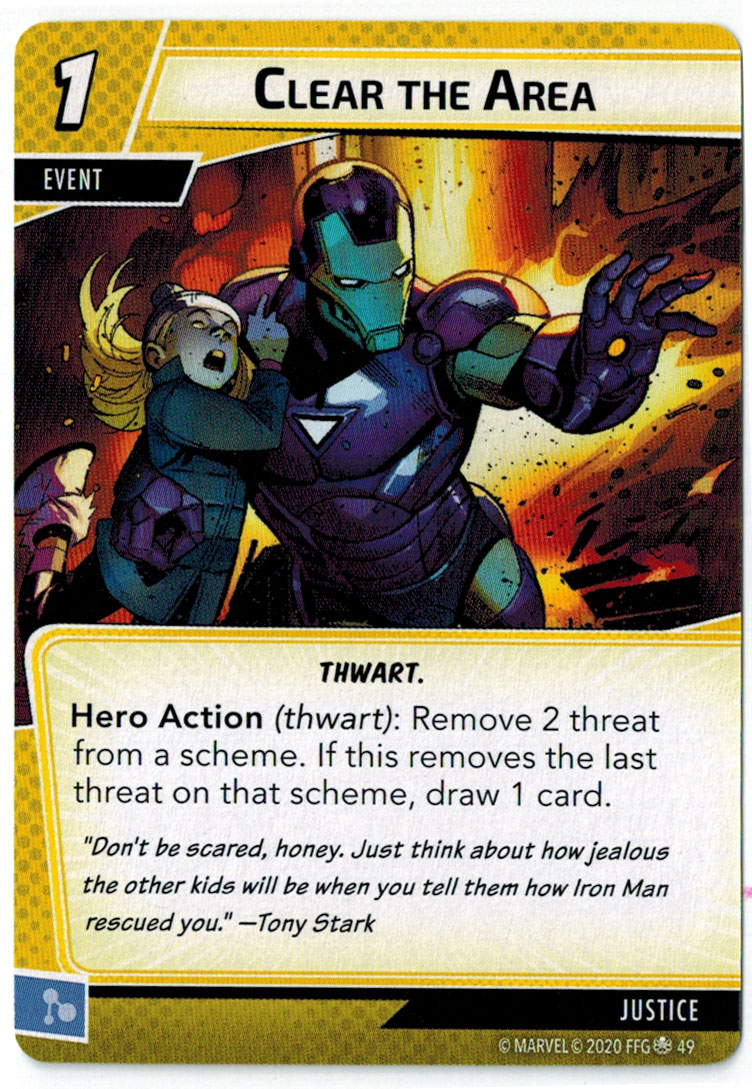 1
CLEAR THE AREA
EVENT
THWART.
Hero Action (thwart): Remove 2 threat
from a scheme. If this removes the last
threat on that scheme, draw 1 card.
"Don't be scared, honey. Just think about how jealous
the other kids will be when you tell them how Iron Man
rescued you." —Tony Stark
JUSTICE
© MARVEL © 2020 FFG 49